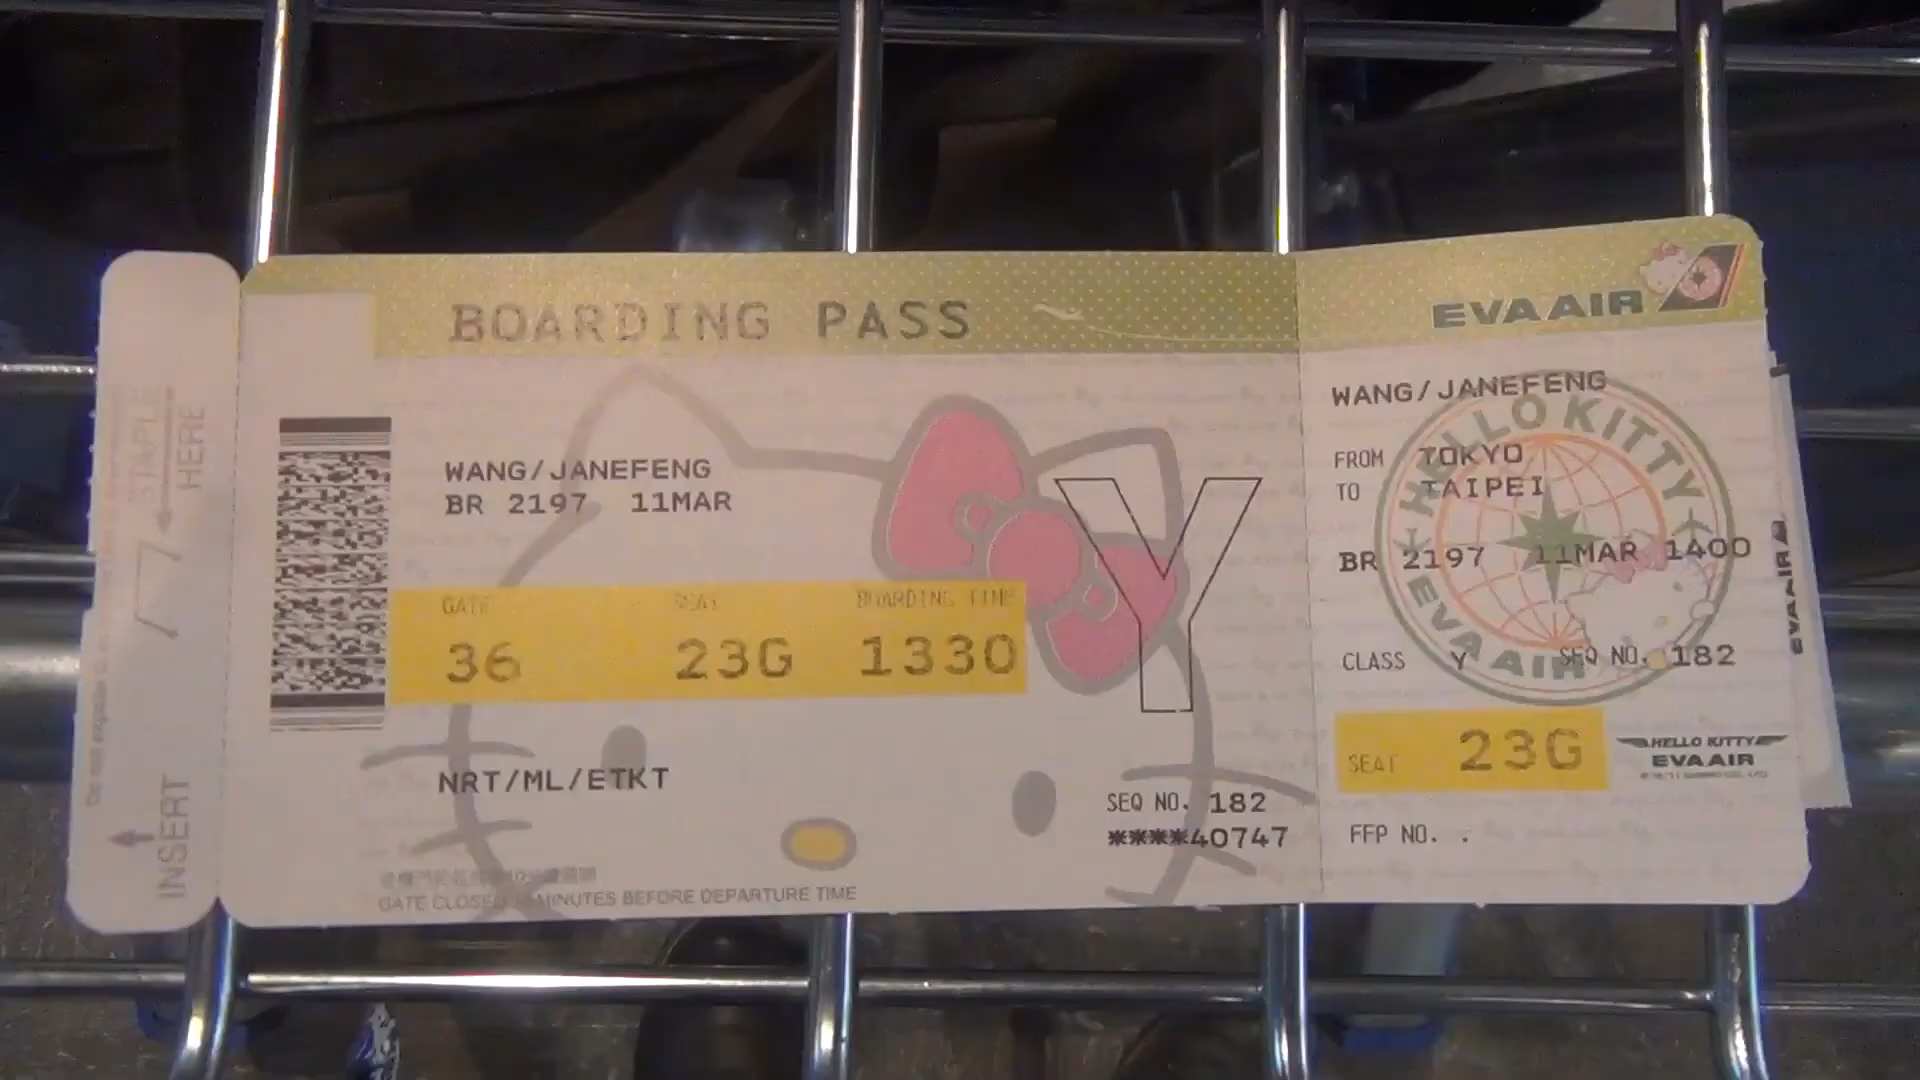 BOARDING PASS
WANG/JANEFENG
BR 2197 11MAR
GATE SEAT BOARDING TIME
36 23G 1330
Y
NRT/ML/ETKT
SEQ NO. 182
****40747
GATE CLOSED MINUTES BEFORE DEPARTURE TIME
STAPLE
HERE
INSERT
EVA AIR
WANG/JANEFENG
FROM TOKYO
TO TAIPEI
BR 2197 11MAR 1400
CLASS Y SEQ NO. 182
HELLO KITTY
EVA AIR
SEAT 23G
HELLO KITTY
EVA AIR
FFP NO. .
EVA AIR